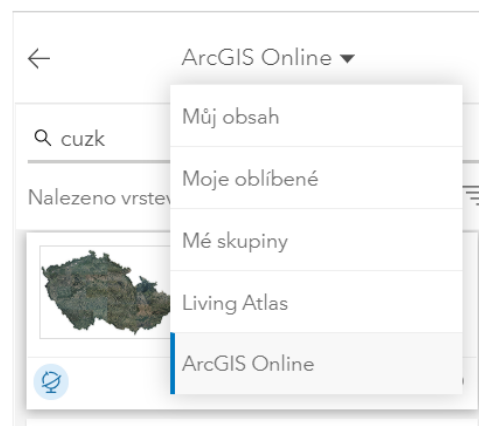 ArcGIS Online
cuzk
Můj obsah
Nalezeno vrstev
Moje oblíbené
Mé skupiny
Living Atlas
ArcGIS Online